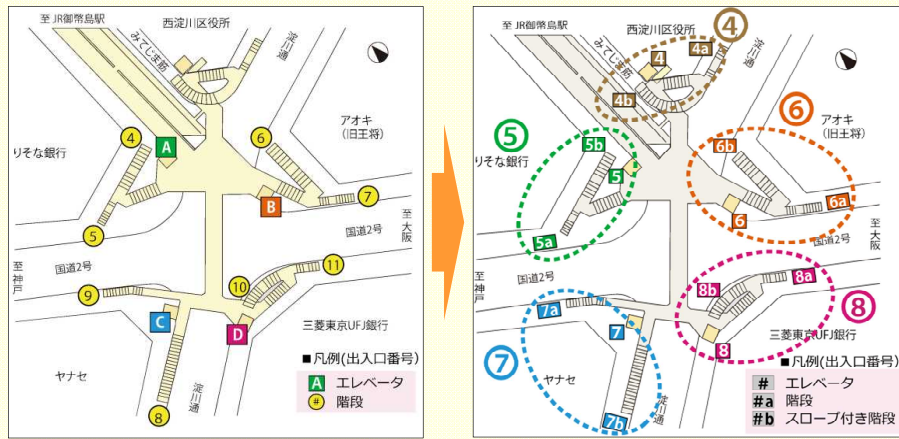 至 JR御幣島駅
西淀川区役所
みてじま筋
淀川通
4
A
6
アオキ
(旧王将)
りそな銀行
B
7
5
至大阪
国道2号
至神戸
国道2号
11
9
10
C
D
三菱東京UFJ銀行
ヤナセ
淀川通
8
■凡例(出入口番号)
A エレベータ
# 階段
至 JR御幣島駅
西淀川区役所
④
みてじま筋
淀川通
4
4a
4b
⑤
5b
6b
⑥
アオキ
(旧王将)
りそな銀行
5
6
6a
5a
至大阪
国道2号
至神戸
国道2号
8a
7a
8b
⑧
7
8
三菱東京UFJ銀行
⑦
ヤナセ
淀川通
7b
■凡例(出入口番号)
# エレベータ
#a 階段
#b スロープ付き階段